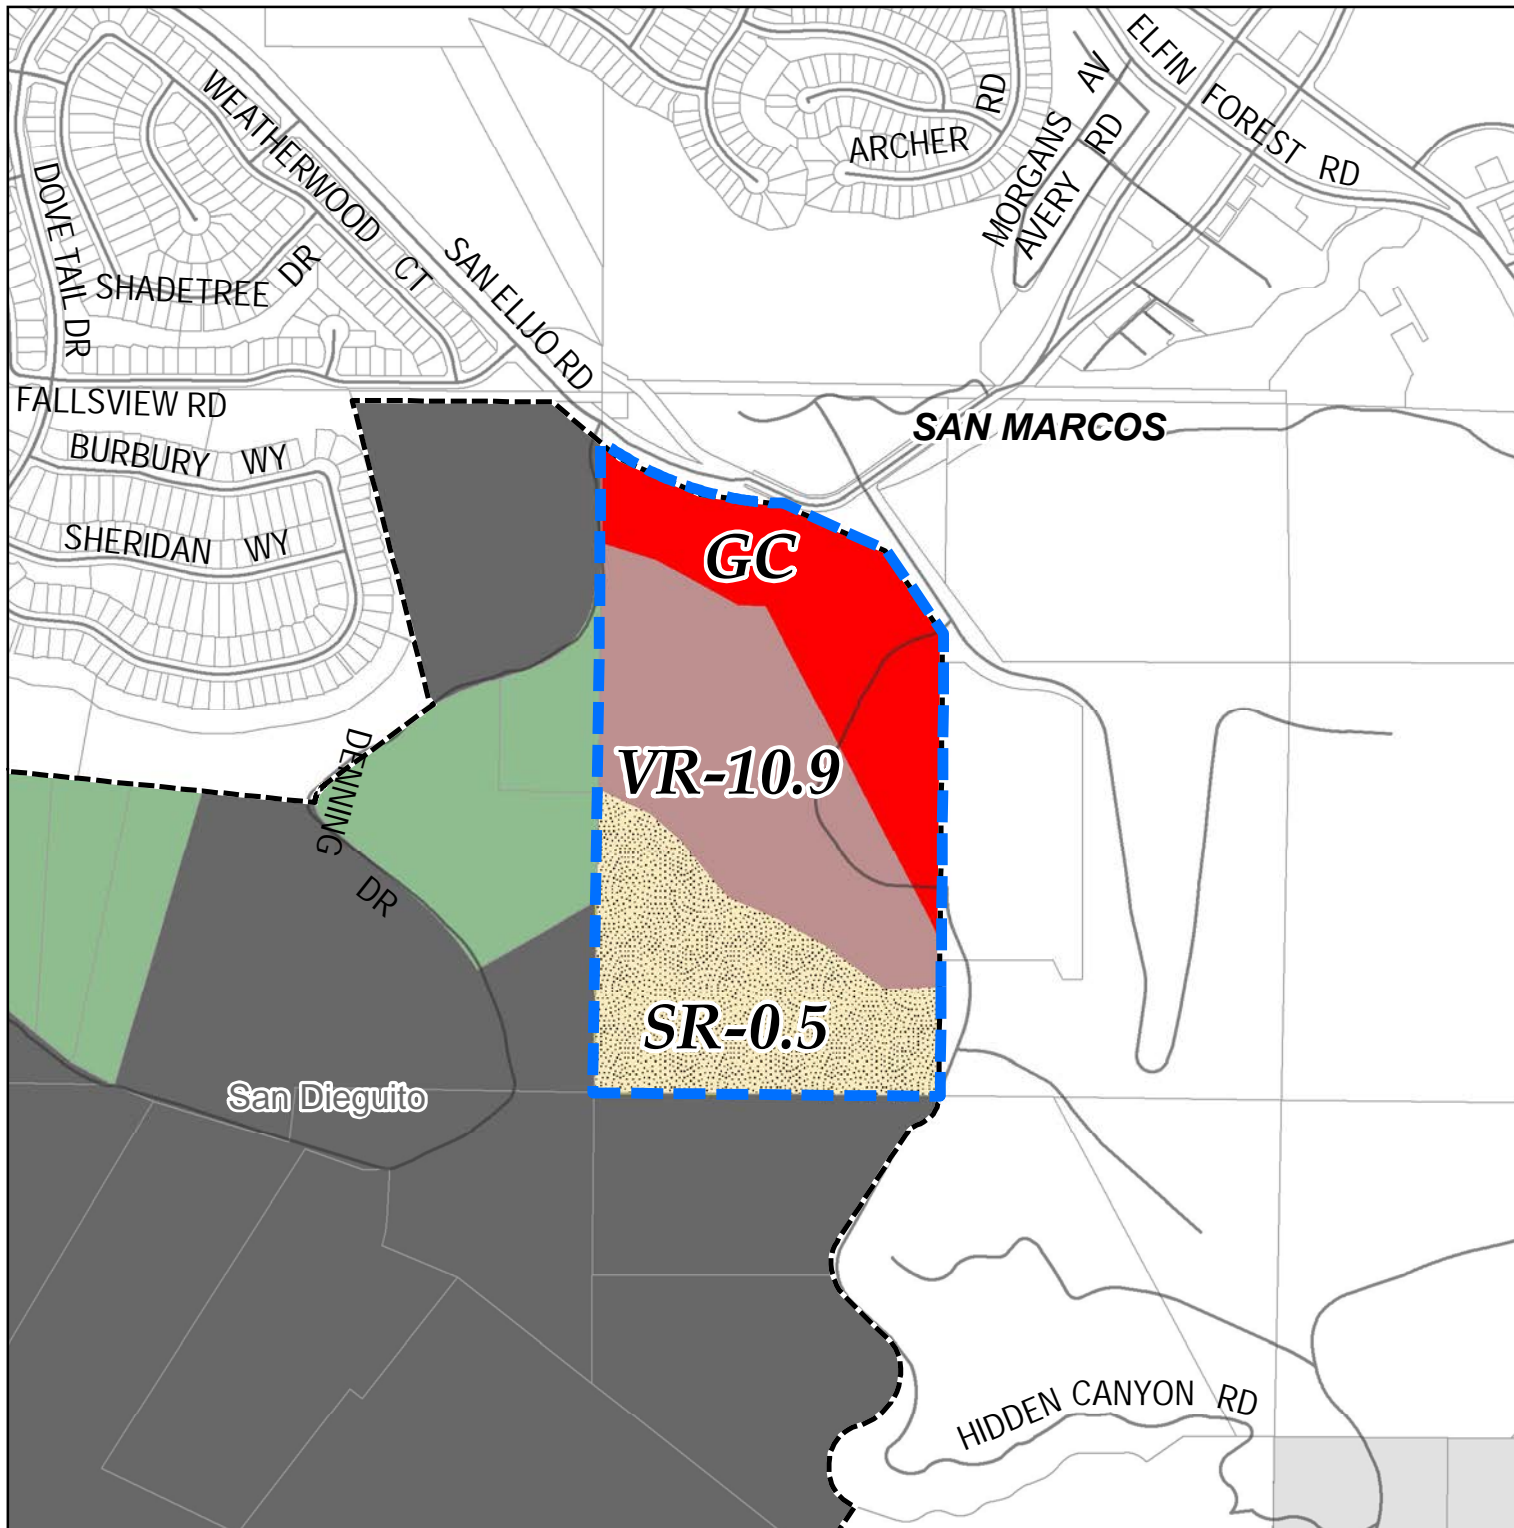 ELFIN FOREST RD
MORGANS AV
AVERY RD
ARCHER RD
WEATHERWOOD CT
DOVE TAIL DR
SHADETREE DR
SAN ELIJO RD
FALLSVIEW RD
SAN MARCOS
BURBURY WY
SHERIDAN WY
GC
VR-10.9
DENNING DR
SR-0.5
San Dieguito
HIDDEN CANYON RD